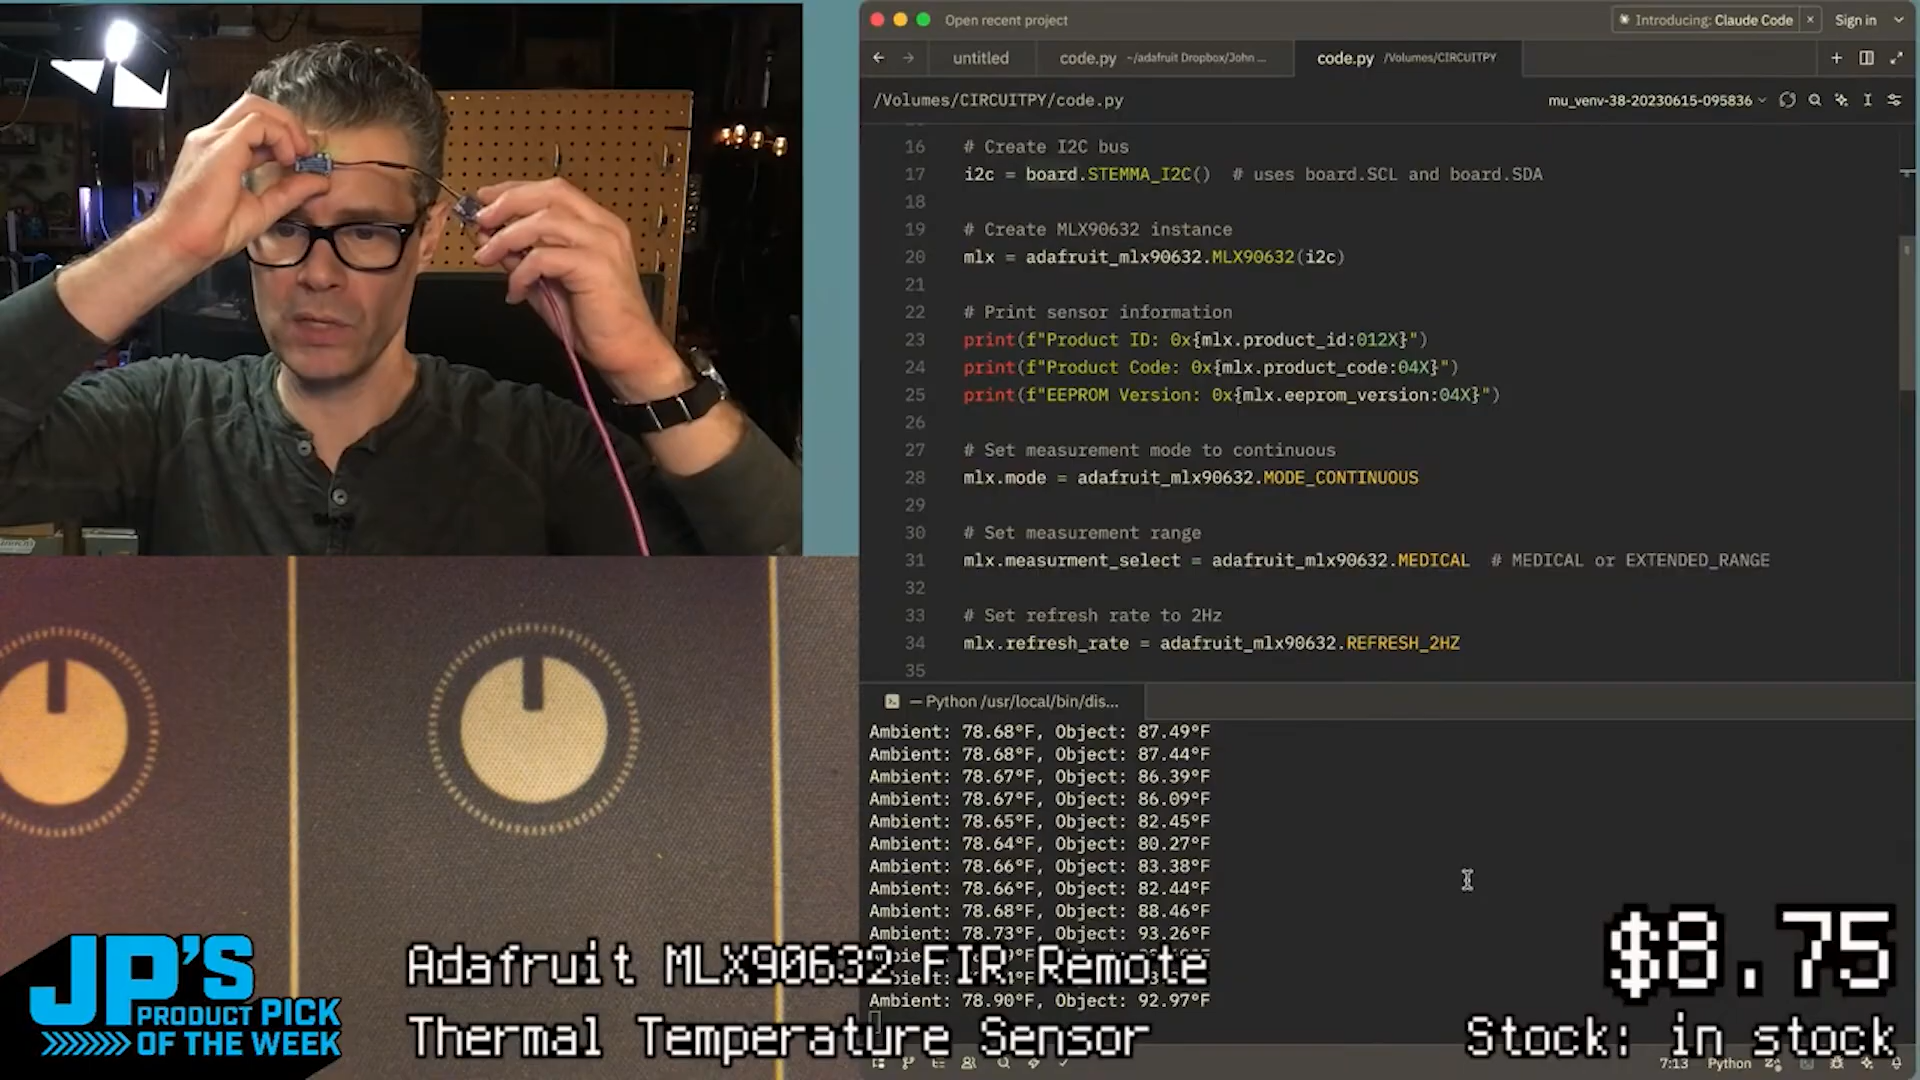 Open recent project
Introducing: Claude Code ×
Sign in
untitled
code.py ~/adafruit Dropbox/John ...
code.py /Volumes/CIRCUITPY
/Volumes/CIRCUITPY/code.py
mu_venv-38-20230615-095836
16 # Create I2C bus
17 i2c = board.STEMMA_I2C() # uses board.SCL and board.SDA
18
19 # Create MLX90632 instance
20 mlx = adafruit_mlx90632.MLX90632(i2c)
21
22 # Print sensor information
23 print(f"Product ID: 0x{mlx.product_id:012X}")
24 print(f"Product Code: 0x{mlx.product_code:04X}")
25 print(f"EEPROM Version: 0x{mlx.eeprom_version:04X}")
26
27 # Set measurement mode to continuous
28 mlx.mode = adafruit_mlx90632.MODE_CONTINUOUS
29
30 # Set measurement range
31 mlx.measurment_select = adafruit_mlx90632.MEDICAL # MEDICAL or EXTENDED_RANGE
32
33 # Set refresh rate to 2Hz
34 mlx.refresh_rate = adafruit_mlx90632.REFRESH_2HZ
35
— Python /usr/local/bin/dis...
Ambient: 78.68°F, Object: 87.49°F
Ambient: 78.68°F, Object: 87.44°F
Ambient: 78.67°F, Object: 86.39°F
Ambient: 78.67°F, Object: 86.09°F
Ambient: 78.65°F, Object: 82.45°F
Ambient: 78.64°F, Object: 80.27°F
Ambient: 78.66°F, Object: 83.38°F
Ambient: 78.66°F, Object: 82.44°F
Ambient: 78.68°F, Object: 88.46°F
Ambient: 78.73°F, Object: 93.26°F
Ambient: 78.90°F, Object: 92.97°F
7:13 Python
JP'S
PRODUCT PICK
OF THE WEEK
Adafruit MLX90632 FIR Remote
Thermal Temperature Sensor
$8.75
Stock: in stock